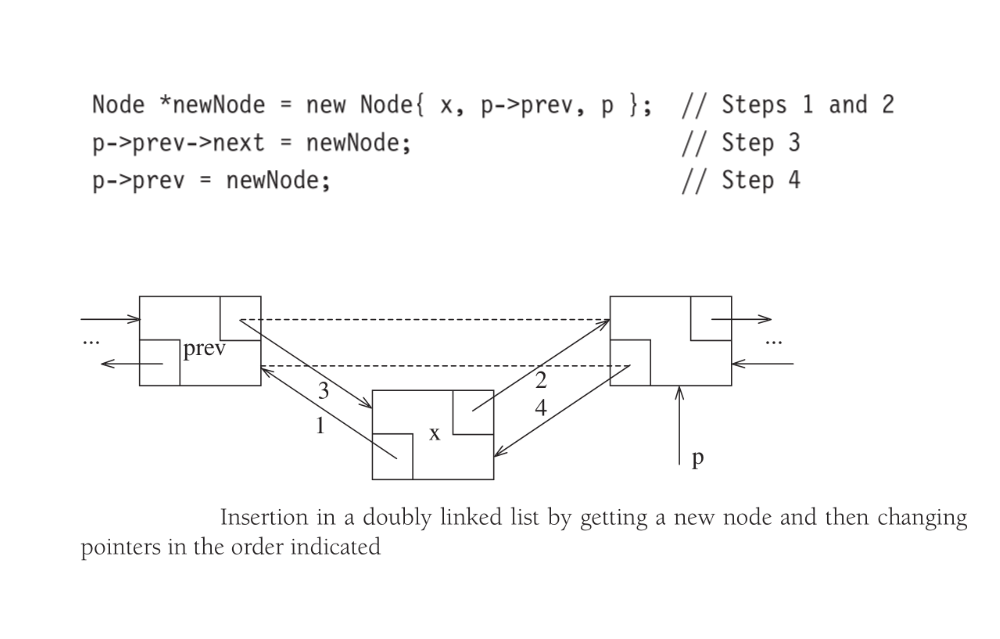 Node *newNode = new Node{ x, p->prev, p }; // Steps 1 and 2
p->prev->next = newNode; // Step 3
p->prev = newNode; // Step 4
... prev ...
3 2
1 x 4
p
Insertion in a doubly linked list by getting a new node and then changing
pointers in the order indicated